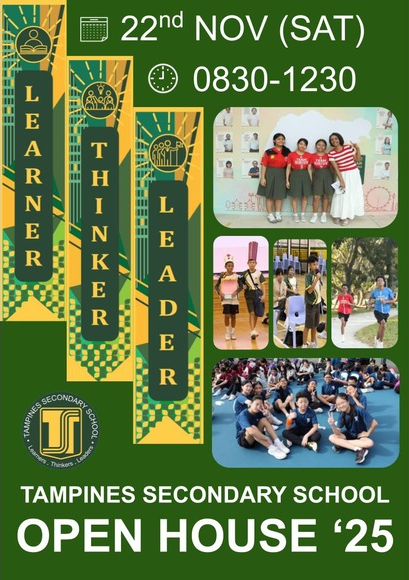 22nd NOV (SAT)
0830-1230
LEARNER
THINKER
LEADER
TAMPINES SECONDARY SCHOOL
Learners . Thinkers . Leaders
TAMPINES SECONDARY SCHOOL
OPEN HOUSE ‘25